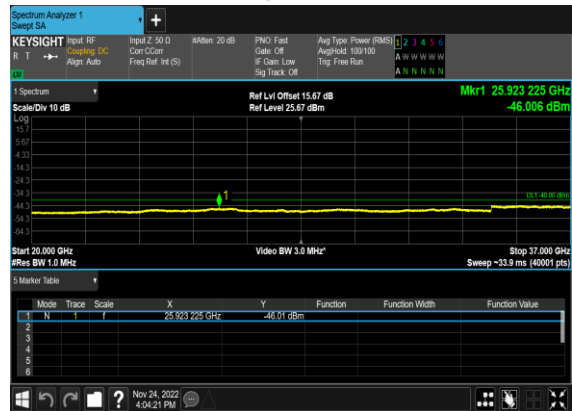 Spectrum Analyzer 1
Swept SA
+
KEYSIGHT Input: RF Input Z: 50 Ω #Atten: 20 dB PNO: Fast Avg Type: Power (RMS) 1 2 3 4 5 6
R T Coupling: DC Corr CCorr Gate: Off Avg|Hold: 100/100 A W W W W W
Align: Auto Freq Ref: Int (S) IF Gain: Low Trig: Free Run
LW Sig Track: Off A N N N N N
1 Spectrum Ref Lvl Offset 15.67 dB Mkr1 25.923 225 GHz
Scale/Div 10 dB Ref Level 25.67 dBm -46.006 dBm
Log
15.7
5.67
-4.33
-14.3
-24.3
-34.3 1 DL1 -40.00 dBm
-44.3
-54.3
-64.3
Start 20.000 GHz Video BW 3.0 MHz* Stop 37.000 GHz
#Res BW 1.0 MHz Sweep ~33.9 ms (40001 pts)
5 Marker Table
Mode Trace Scale X Y Function Function Width Function Value
1 N 1 f 25.923 225 GHz -46.01 dBm
2
3
4
5
6
? Nov 24, 2022
4:04:21 PM